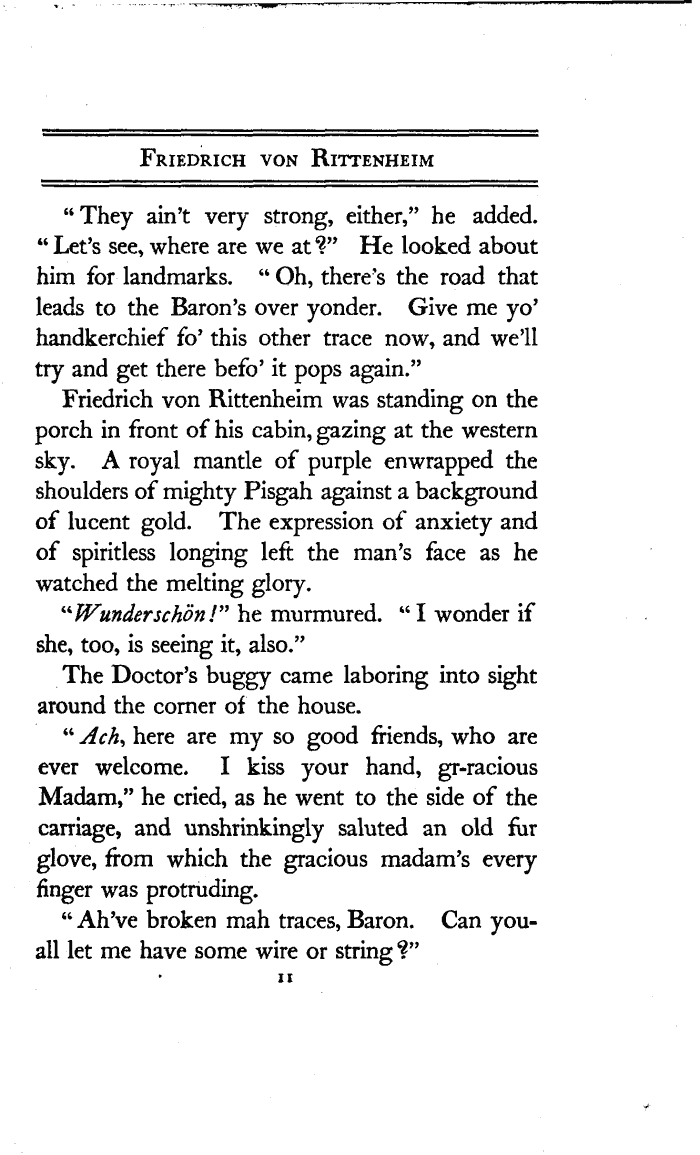 FRIEDRICH VON RITTENHEIM
“They ain't very strong, either,” he added.
“Let's see, where are we at?” He looked about
him for landmarks. “Oh, there's the road that
leads to the Baron's over yonder. Give me yo'
handkerchief fo' this other trace now, and we'll
try and get there befo' it pops again.”
Friedrich von Rittenheim was standing on the
porch in front of his cabin, gazing at the western
sky. A royal mantle of purple enwrapped the
shoulders of mighty Pisgah against a background
of lucent gold. The expression of anxiety and
of spiritless longing left the man's face as he
watched the melting glory.
“Wunderschön!” he murmured. “I wonder if
she, too, is seeing it, also.”
The Doctor's buggy came laboring into sight
around the corner of the house.
“Ach, here are my so good friends, who are
ever welcome. I kiss your hand, gr-racious
Madam,” he cried, as he went to the side of the
carriage, and unshrinkingly saluted an old fur
glove, from which the gracious madam's every
finger was protruding.
“Ah've broken mah traces, Baron. Can you-
all let me have some wire or string?”
11